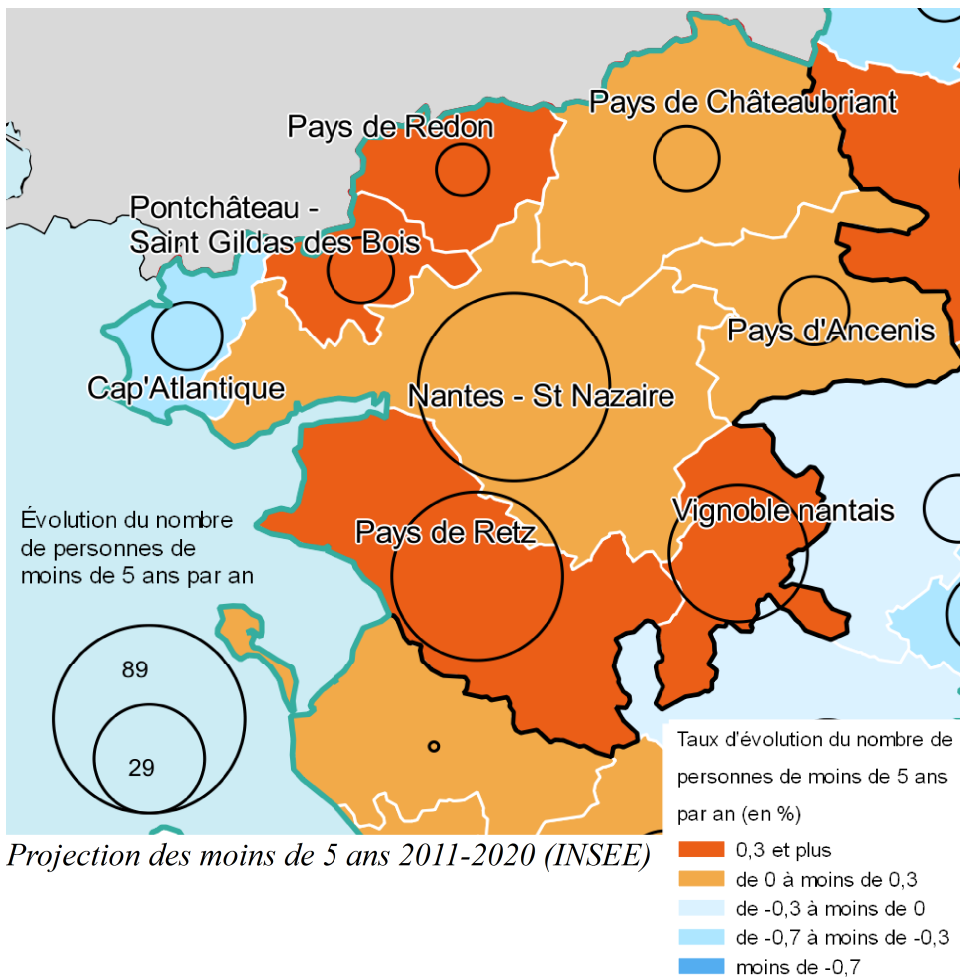 Pays de Châteaubriant
Pays de Redon
Pontchâteau -
Saint Gildas des Bois
Pays d'Ancenis
Cap'Atlantique
Nantes - St Nazaire
Vignoble nantais
Pays de Retz
Évolution du nombre
de personnes de
moins de 5 ans par an
89
29
Taux d'évolution du nombre de
personnes de moins de 5 ans
par an (en %)
0,3 et plus
de 0 à moins de 0,3
de -0,3 à moins de 0
de -0,7 à moins de -0,3
moins de -0,7
Projection des moins de 5 ans 2011-2020 (INSEE)